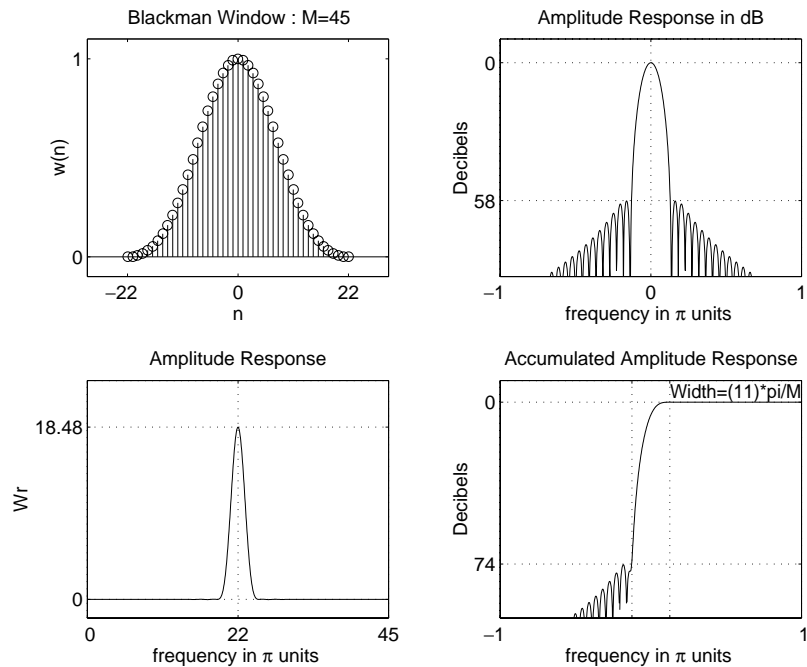 Blackman Window : M=45
1
w(n)
0
−22
0
22
n
Amplitude Response in dB
0
Decibels
58
−1
0
1
frequency in π units
Amplitude Response
18.48
Wr
0
0
22
45
frequency in π units
Accumulated Amplitude Response
Width=(11)*pi/M
0
Decibels
74
−1
1
frequency in π units